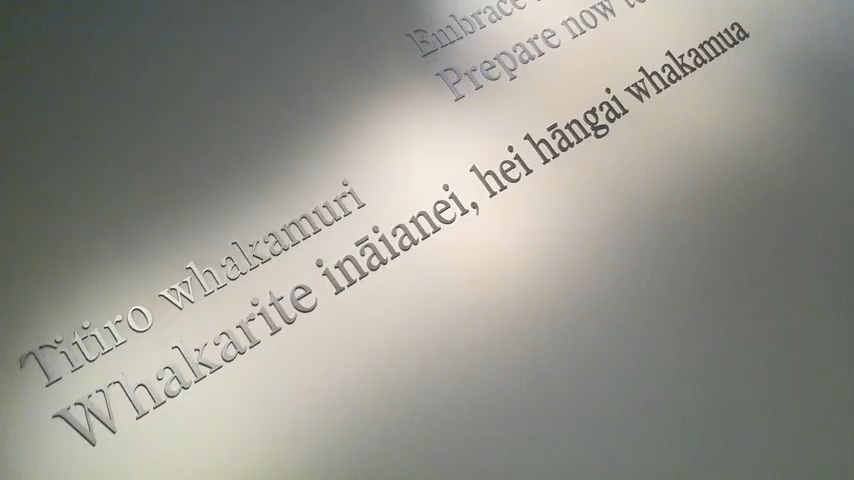 Embrace
Prepare now
Titiro whakamuri
Whakarite ināianei, hei hāngai whakamua